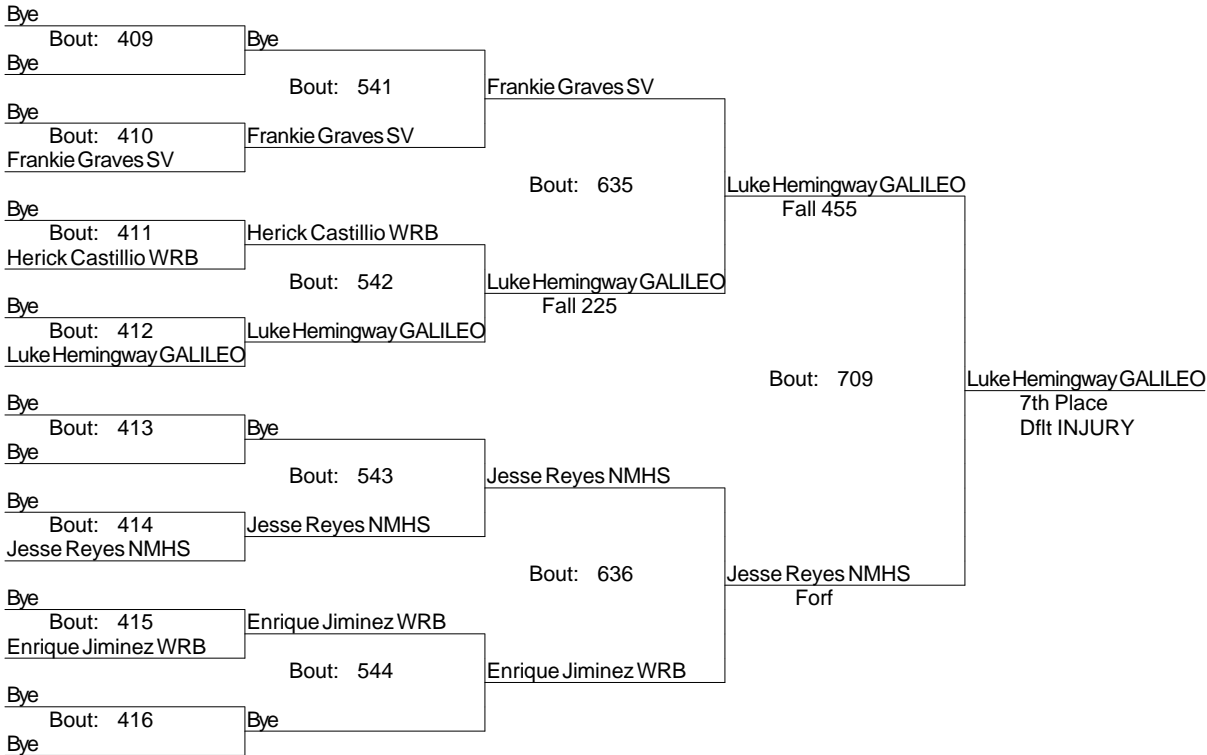 Bye
Bout: 409
Bye
Bye
Bout: 541
Frankie Graves SV
Bye
Bout: 410
Frankie Graves SV
Frankie Graves SV
Bout: 635
Luke Hemingway GALILEO
Fall 455
Bye
Bout: 411
Herick Castillio WRB
Herick Castillio WRB
Bout: 542
Luke Hemingway GALILEO
Fall 225
Bye
Bout: 412
Luke Hemingway GALILEO
Luke Hemingway GALILEO
Bout: 709
Luke Hemingway GALILEO
7th Place
Dflt INJURY
Bye
Bout: 413
Bye
Bye
Bout: 543
Jesse Reyes NMHS
Bye
Bout: 414
Jesse Reyes NMHS
Jesse Reyes NMHS
Bout: 636
Jesse Reyes NMHS
Forf
Bye
Bout: 415
Enrique Jiminez WRB
Enrique Jiminez WRB
Bout: 544
Enrique Jiminez WRB
Bye
Bout: 416
Bye
Bye